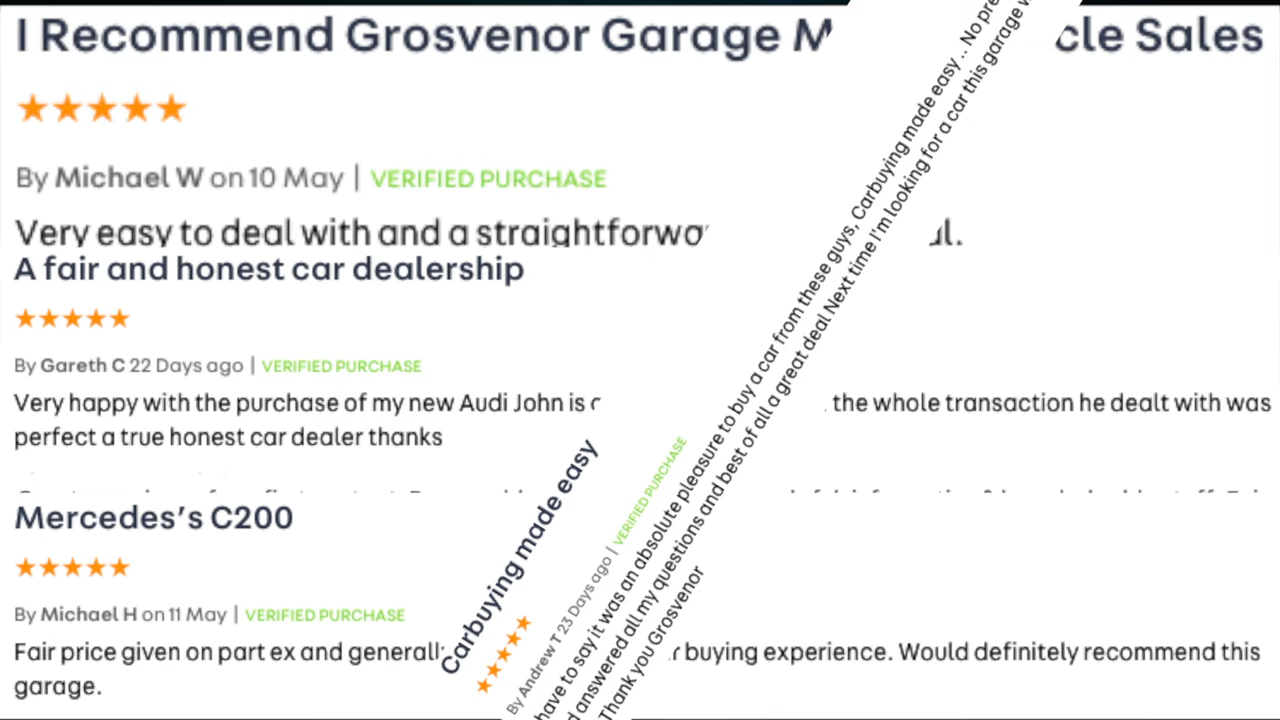 I Recommend Grosvenor Garage M cle Sales
By Michael W on 10 May | VERIFIED PURCHASE
Very easy to deal with and a
A fair and honest car dealership
By Gareth C 22 Days ago | VERIFIED PURCHASE
Very happy with the purchase of my new Audi John is the whole transaction he dealt with was
perfect a true honest car dealer thanks
Mercedes's C200
By Michael H on 11 May | VERIFIED PURCHASE
Fair price given on part ex and buying experience. Would definitely recommend this
garage.
Carbuying made easy
By Andrew T 23 Days ago | VERIFIED PURCHASE
have to say it was an absolute pleasure to buy a car from these guys, Carbuying made easy .. No
answered all my questions and best of all a great deal Next time I'm looking for a car this garage
Thank you Grosvenor